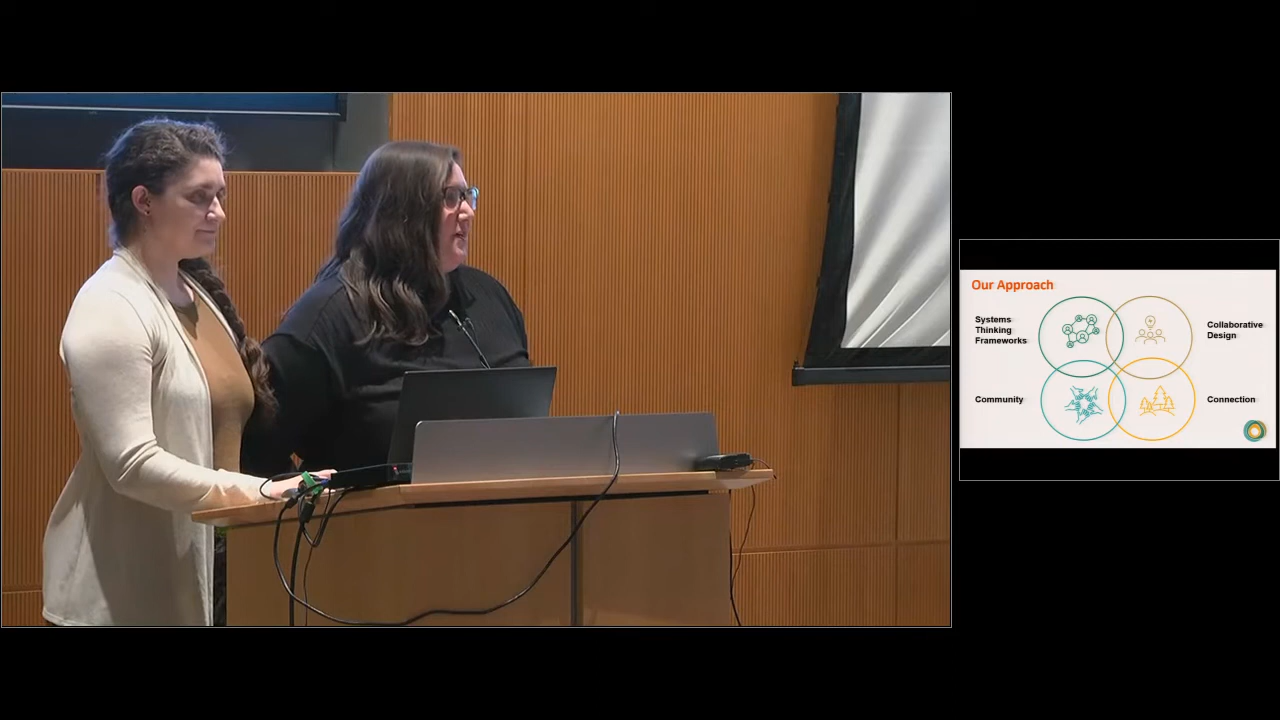 Our Approach
Systems
Thinking
Frameworks
Collaborative
Design
Community
Connection